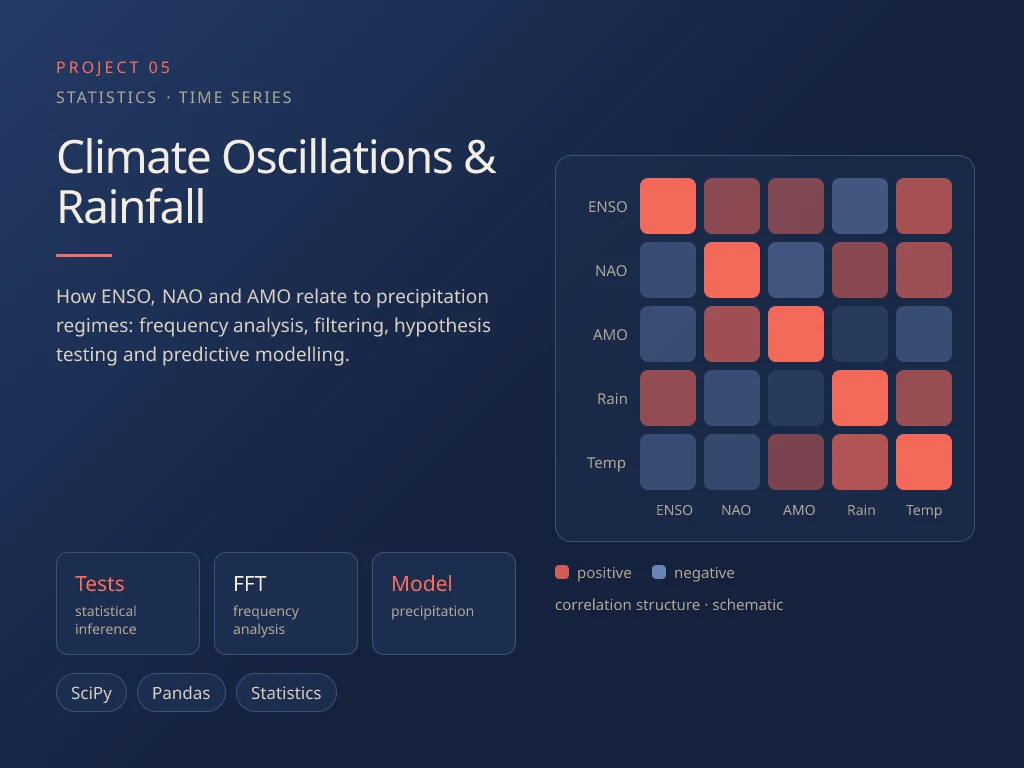 PROJECT 05
STATISTICS · TIME SERIES
Climate Oscillations &
Rainfall
How ENSO, NAO and AMO relate to precipitation
regimes: frequency analysis, filtering, hypothesis
testing and predictive modelling.
Tests
statistical
inference
FFT
frequency
analysis
Model
precipitation
SciPy
Pandas
Statistics
ENSO
NAO
AMO
Rain
Temp
ENSO NAO AMO Rain Temp
positive negative
correlation structure · schematic